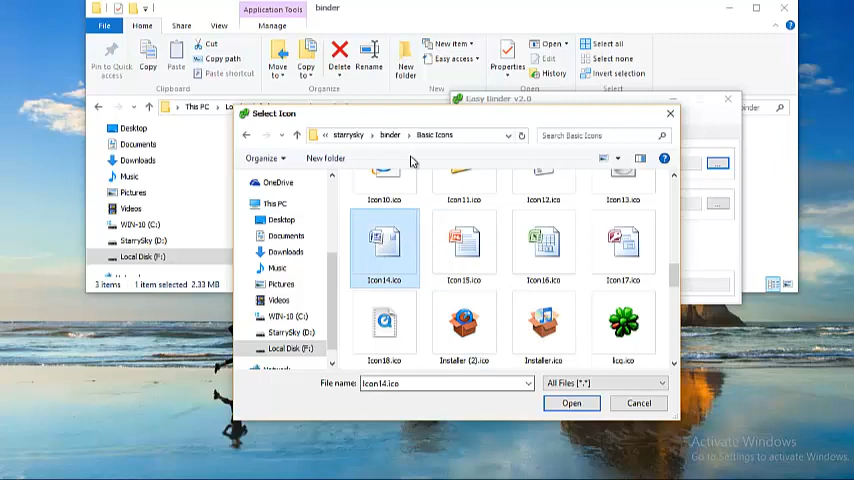 Application Tools
binder
File
Home
Share
View
Manage
Pin to Quick access
Copy
Paste
Cut
Copy path
Paste shortcut
Clipboard
Move to
Copy to
Delete
Rename
Organize
New folder
New item
Easy access
New
Properties
Open
Edit
History
Open
Select all
Select none
Invert selection
This PC
binder
Desktop
Downloads
Music
Pictures
Videos
WIN-10 (C:)
StarrySky (D:)
Local Disk (F:)
3 items
1 item selected 2.33 MB
Easy Binder v2.0
Select Icon
« starrysky > binder > Basic Icons
Search Basic Icons
Organize
New folder
OneDrive
This PC
Desktop
Documents
Downloads
Music
Pictures
Videos
WIN-10 (C:)
StarrySky (D:)
Local Disk (F:)
Icon10.ico
Icon11.ico
Icon12.ico
Icon13.ico
Icon14.ico
Icon15.ico
Icon16.ico
Icon17.ico
Icon18.ico
Installer (2).ico
Installer.ico
File name:
Icon14.ico
All Files [*.*]
Open
Cancel
Activate Windows
Go to Settings to activate Windows.